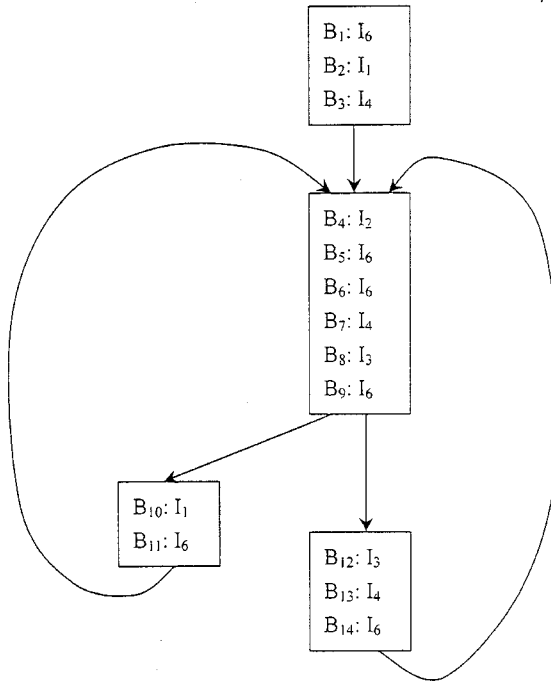 B₁: I₆
B₂: I₁
B₃: I₄
B₄: I₂
B₅: I₆
B₆: I₆
B₇: I₄
B₈: I₃
B₉: I₆
B₁₀: I₁
B₁₁: I₆
B₁₂: I₃
B₁₃: I₄
B₁₄: I₆